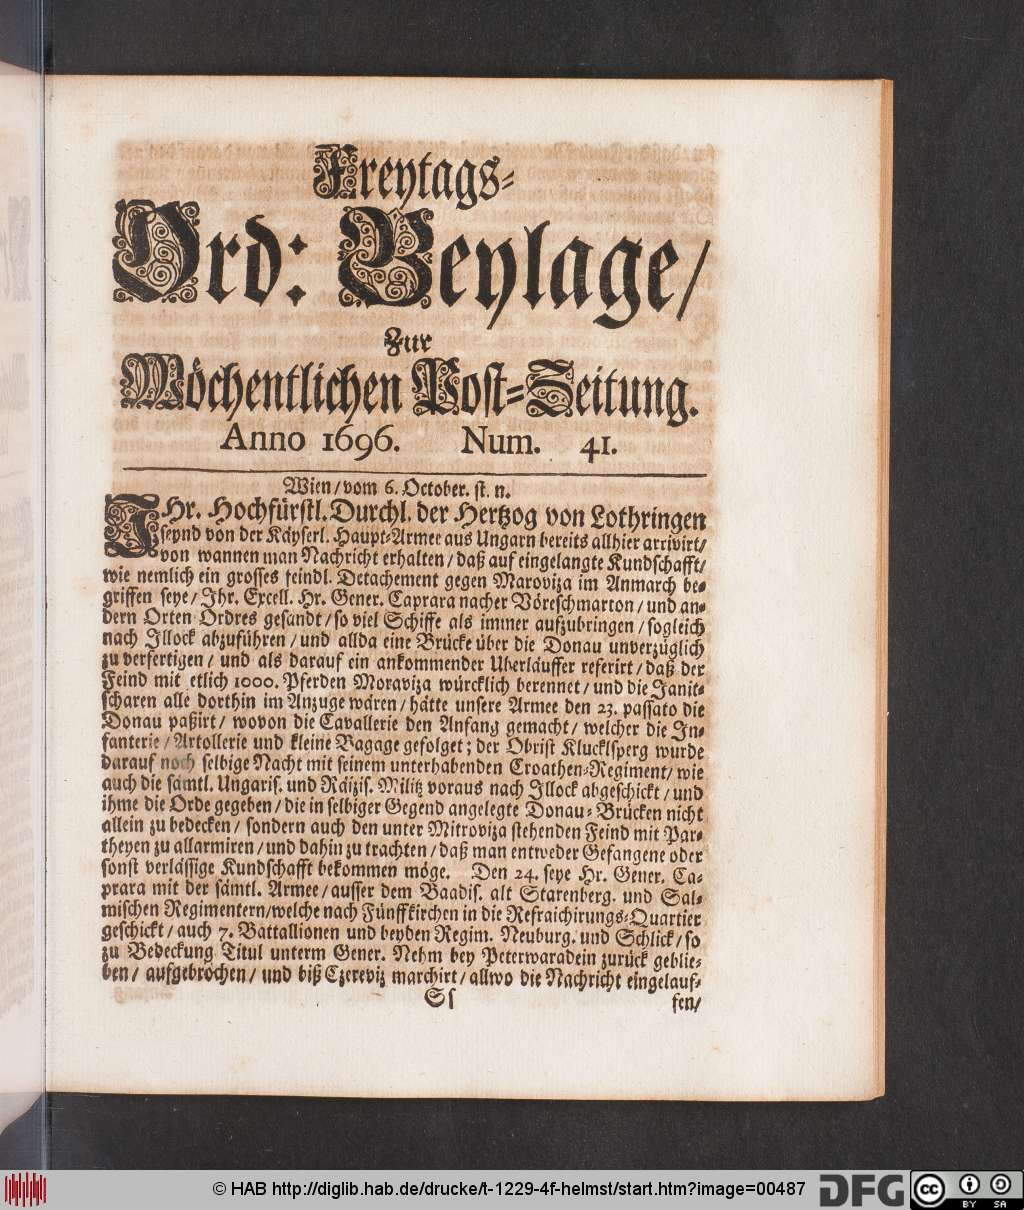 Freytags-
Ord: Beylage/
Zur
Wöchentlichen Post-Zeitung.
Anno 1696. Num. 41.
Wien/vom 6. October. st. n.
IHr. Hochfürstl. Durchl. der Hertzog von Lothringen
seynd von der Käyserl. Haupt-Armee aus Ungarn bereits allhier arrivirt/
von wannen man Nachricht erhalten/ daß auf eingelangte Kundschafft/
wie nemlich ein grosses feindl. Detachement gegen Maroviza im Anmarch be-
griffen seye/ Ihr. Excell. Hr. Gener. Caprara nacher Vöreschmarton/ und an-
dern Orten Ordres gesandt/ so viel Schiffe als immer aufzubringen/ sogleich
nach Illock abzuführen/ und allda eine Brücke über die Donau unverzüglich
zu verfertigen/ und als darauf ein ankommender Uberläuffer referirt/ daß der
Feind mit etlich 1000. Pferden Moraviza würcklich berennet/ und die Janit-
scharen alle dorthin im Anzuge wären/ hätte unsere Armee den 23. passato die
Donau paßirt/ wovon die Cavallerie den Anfang gemacht/ welcher die In-
fanterie/ Artollerie und kleine Bagage gefolget; der Obrist Klucklsperg wurde
darauf noch selbige Nacht mit seinem unterhabenden Croathen-Regiment/ wie
auch die sämtl. Ungaris. und Räizis. Militz voraus nach Illock abgeschickt/ und
ihme die Orde gegeben/ die in selbiger Gegend angelegte Donau-Brücken nicht
allein zu bedecken/ sondern auch den unter Mitroviza stehenden Feind mit Par-
theyen zu allarmiren/ und dahin zu trachten/ daß man entweder Gefangene oder
sonst verlässige Kundschafft bekommen möge. Den 24. seye Hr. Gener. Ca-
prara mit der sämtl. Armee/ ausser dem Baadis. alt Starenberg. und Sal-
mischen Regimentern/welche nach Fünffkirchen in die Refraichirungs-Quartier
geschickt/ auch 7. Battallionen und beyden Regim. Neuburg. und Schlick/ so
zu Bedeckung Titul unterm Gener. Nehm bey Peterwaradein zurück geblie-
ben/ aufgebrochen/ und biß Czereviz marchirt/ allwo die Nachricht eingelauf-
Ss fen/
© HAB http://diglib.hab.de/drucke/t-1229-4f-helmst/start.htm?image=00487
DFG
cc BY SA